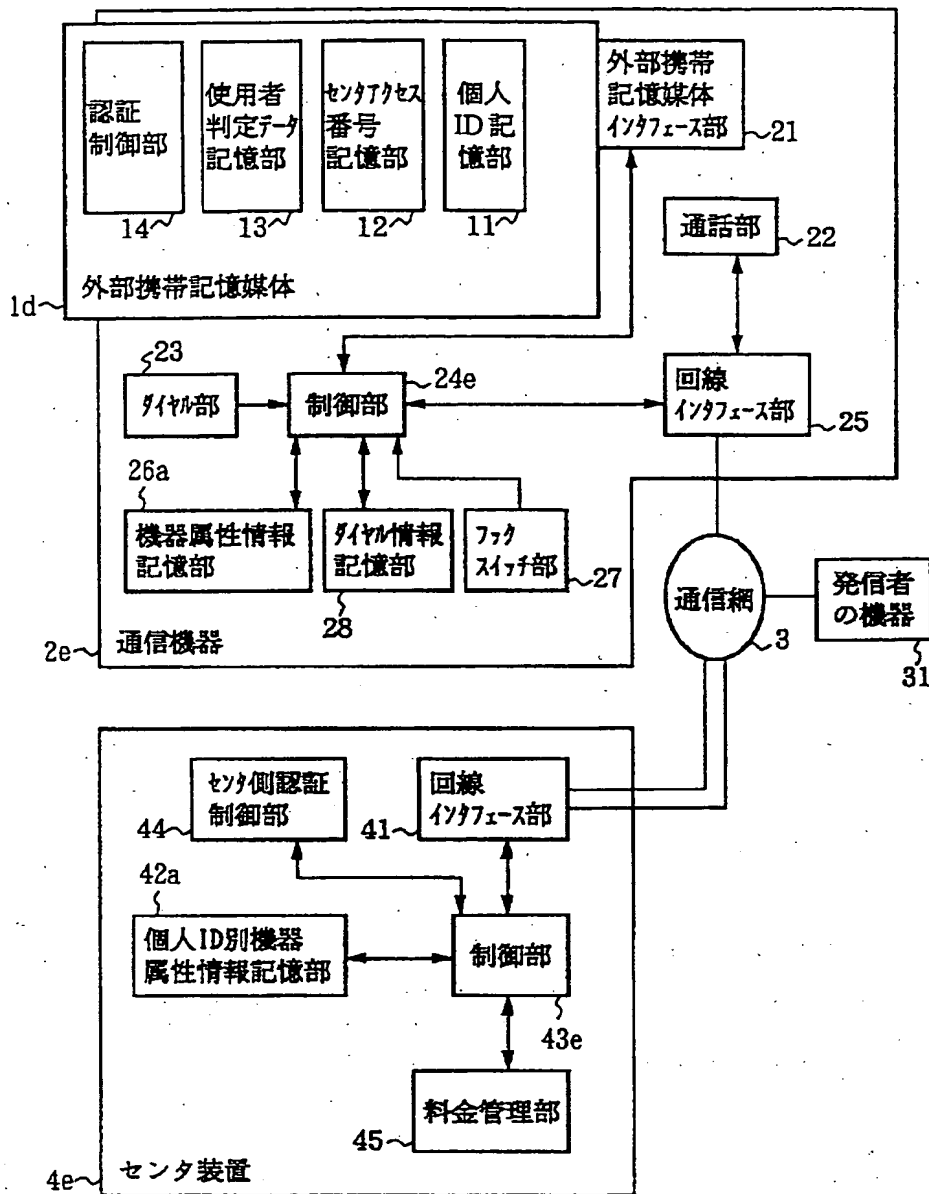 認証
制御部
14
使用者
判定データ
記憶部
13
センタアクセス
番号
記憶部
12
個人
ID記
憶部
11
外部携帯記憶媒体
1d
外部携帯
記憶媒体
インタフェース部
21
通話部
22
23
ダイヤル部
制御部
24e
回線
インタフェース部
25
26a
機器属性情報
記憶部
ダイヤル情報
記憶部
28
フック
スイッチ部
27
通信機器
2e
通信網
3
発信者
の機器
31
センタ側認証
制御部
44
回線
インタフェース部
41
42a
個人ID別機器
属性情報記憶部
制御部
43e
料金管理部
45
センタ装置
4e